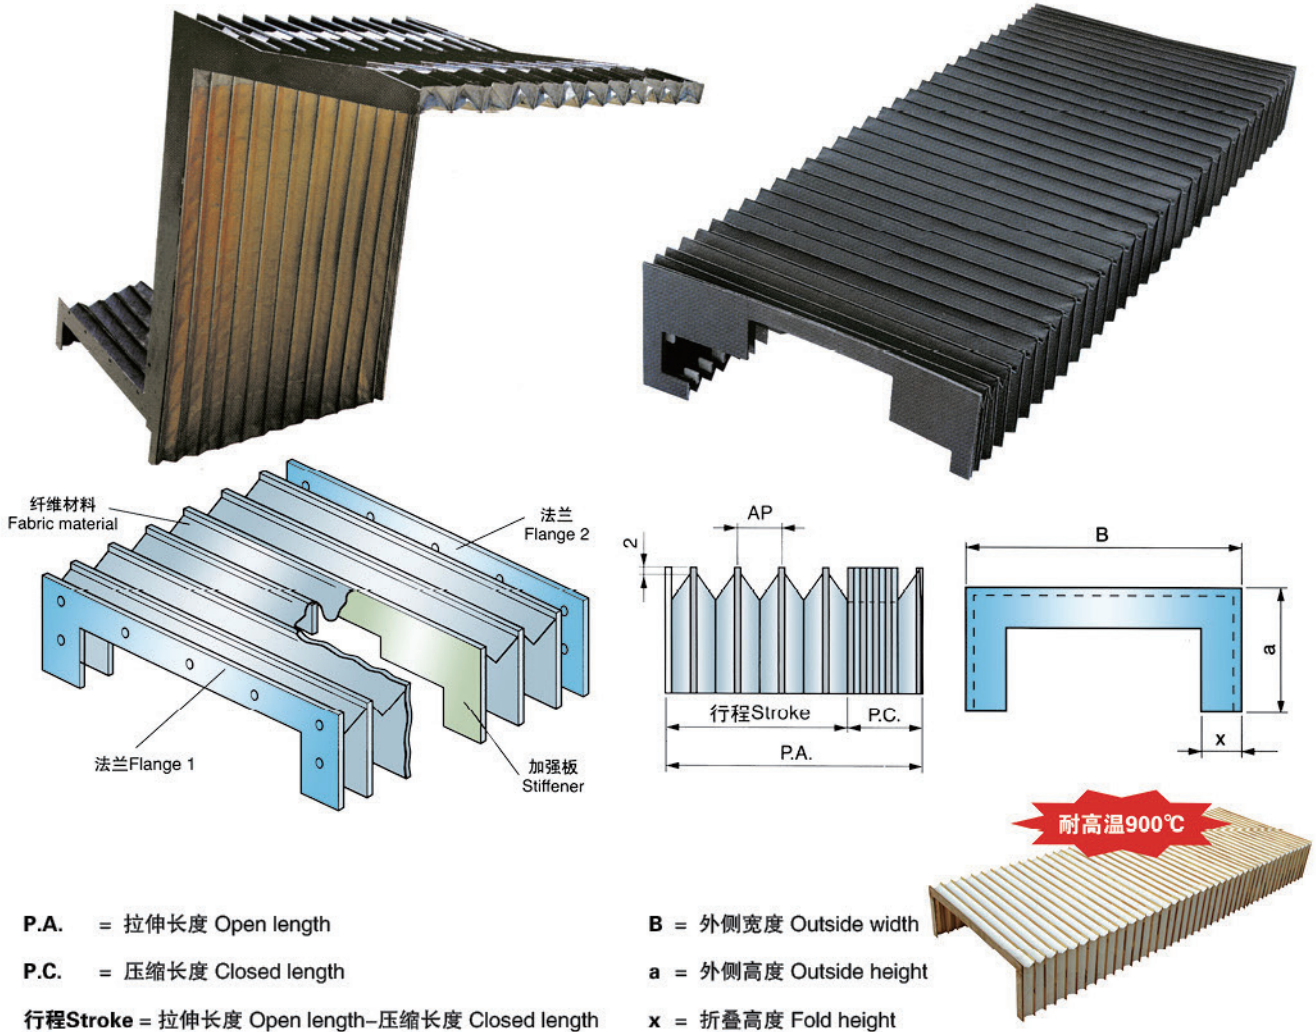 纤维材料
Fabric material
法兰
Flange 2
法兰Flange 1
加强板
Stiffener
AP
2
行程Stroke
P.C.
P.A.
B
a
x
耐高温900℃
P.A. = 拉伸长度 Open length
P.C. = 压缩长度 Closed length
行程Stroke = 拉伸长度 Open length–压缩长度 Closed length
B = 外侧宽度 Outside width
a = 外侧高度 Outside height
x = 折叠高度 Fold height